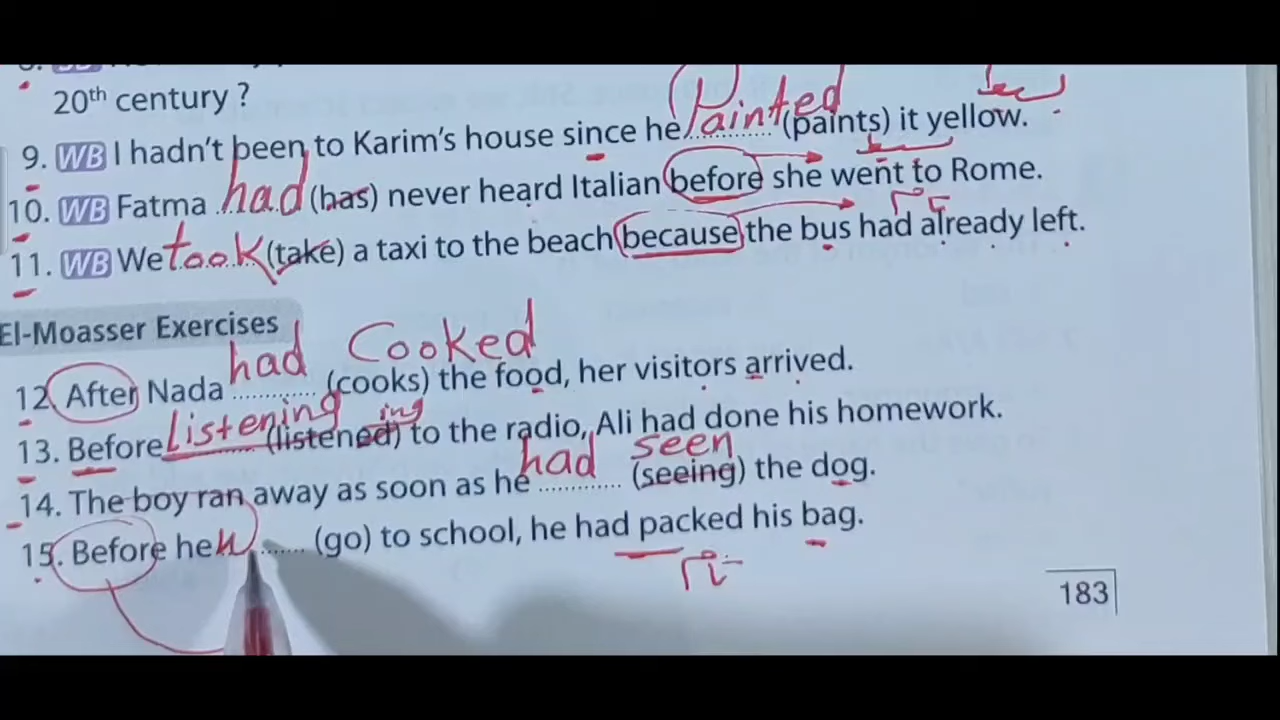 20th century ?
9. WB I hadn't been to Karim's house since he Painted (paints) it yellow.
10. WB Fatma had (has) never heard Italian before she went to Rome.
11. WB We took (take) a taxi to the beach because the bus had already left.
El-Moasser Exercises
12. After Nada had Cooked (cooks) the food, her visitors arrived.
13. Before Listening (listened) ing to the radio, Ali had done his homework.
14. The boy ran away as soon as he had seen (seeing) the dog.
15. Before he w (go) to school, he had packed his bag.
183